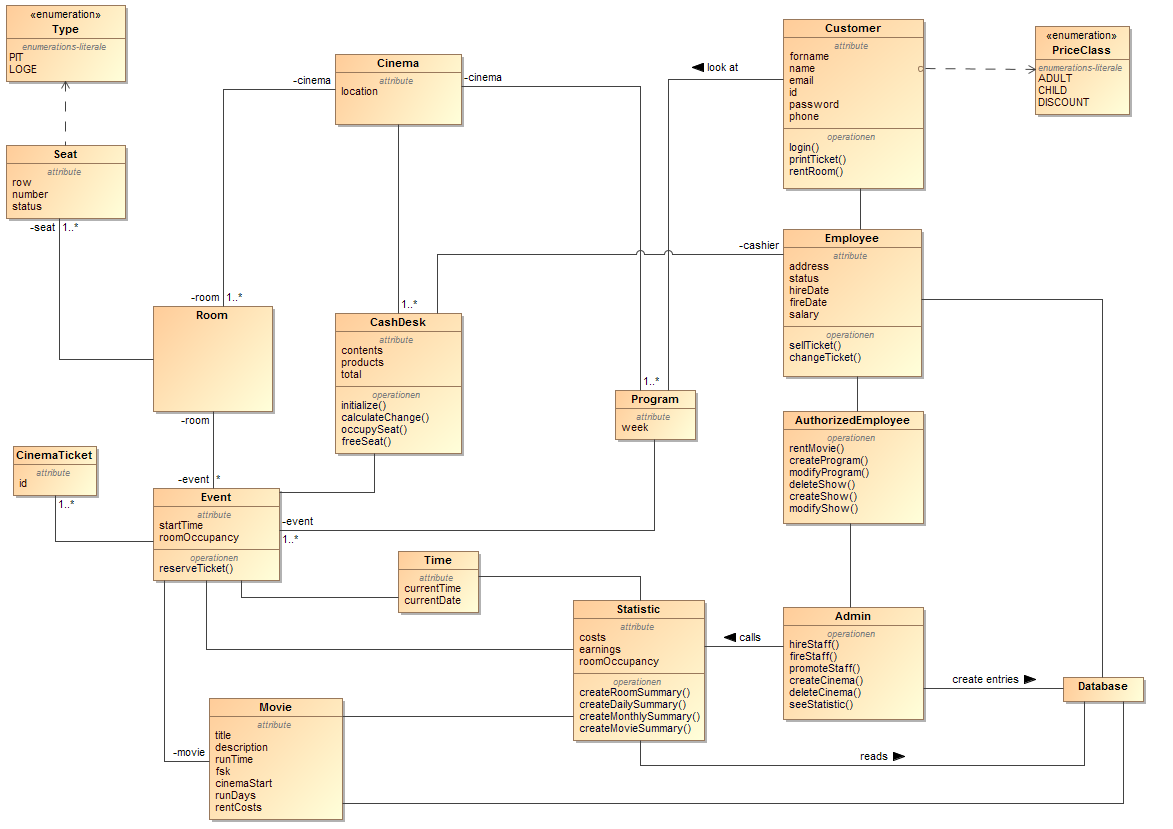 «enumeration»
Type
enumerations-literale
PIT
LOGE
Seat
attribute
row
number
status
-seat 1..*
Cinema
attribute
location
-cinema
-cinema
◀ look at
Customer
attribute
forname
name
email
id
password
phone
operationen
login()
printTicket()
rentRoom()
«enumeration»
PriceClass
enumerations-literale
ADULT
CHILD
DISCOUNT
-cashier
Employee
attribute
address
status
hireDate
fireDate
salary
operationen
sellTicket()
changeTicket()
-room 1..*
Room
-room
1..*
CashDesk
attribute
contents
products
total
operationen
initialize()
calculateChange()
occupySeat()
freeSeat()
1..*
Program
attribute
week
AuthorizedEmployee
operationen
rentMovie()
createProgram()
modifyProgram()
deleteShow()
createShow()
modifyShow()
CinemaTicket
attribute
id
1..*
-event *
Event
attribute
startTime
roomOccupancy
operationen
reserveTicket()
-event
1..*
Time
attribute
currentTime
currentDate
Statistic
attribute
costs
earnings
roomOccupancy
operationen
createRoomSummary()
createDailySummary()
createMonthlySummary()
createMovieSummary()
◀ calls
Admin
operationen
hireStaff()
fireStaff()
promoteStaff()
createCinema()
deleteCinema()
seeStatistic()
create entries ▶
Database
-movie
Movie
attribute
title
description
runTime
fsk
cinemaStart
runDays
rentCosts
reads ▶